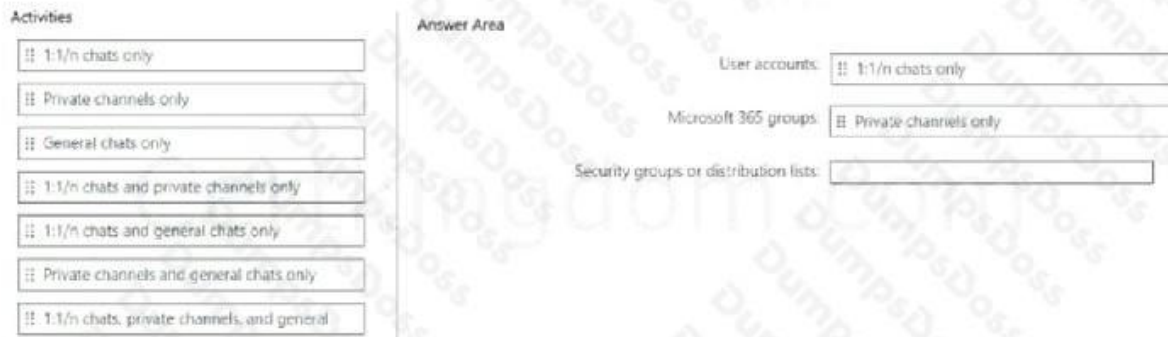 Activities
1:1/n chats only
Private channels only
General chats only
1:1/n chats and private channels only
1:1/n chats and general chats only
Private channels and general chats only
1:1/n chats, private channels, and general
Answer Area
User accounts: 1:1/n chats only
Microsoft 365 groups: Private channels only
Security groups or distribution lists:
DumpsDoss